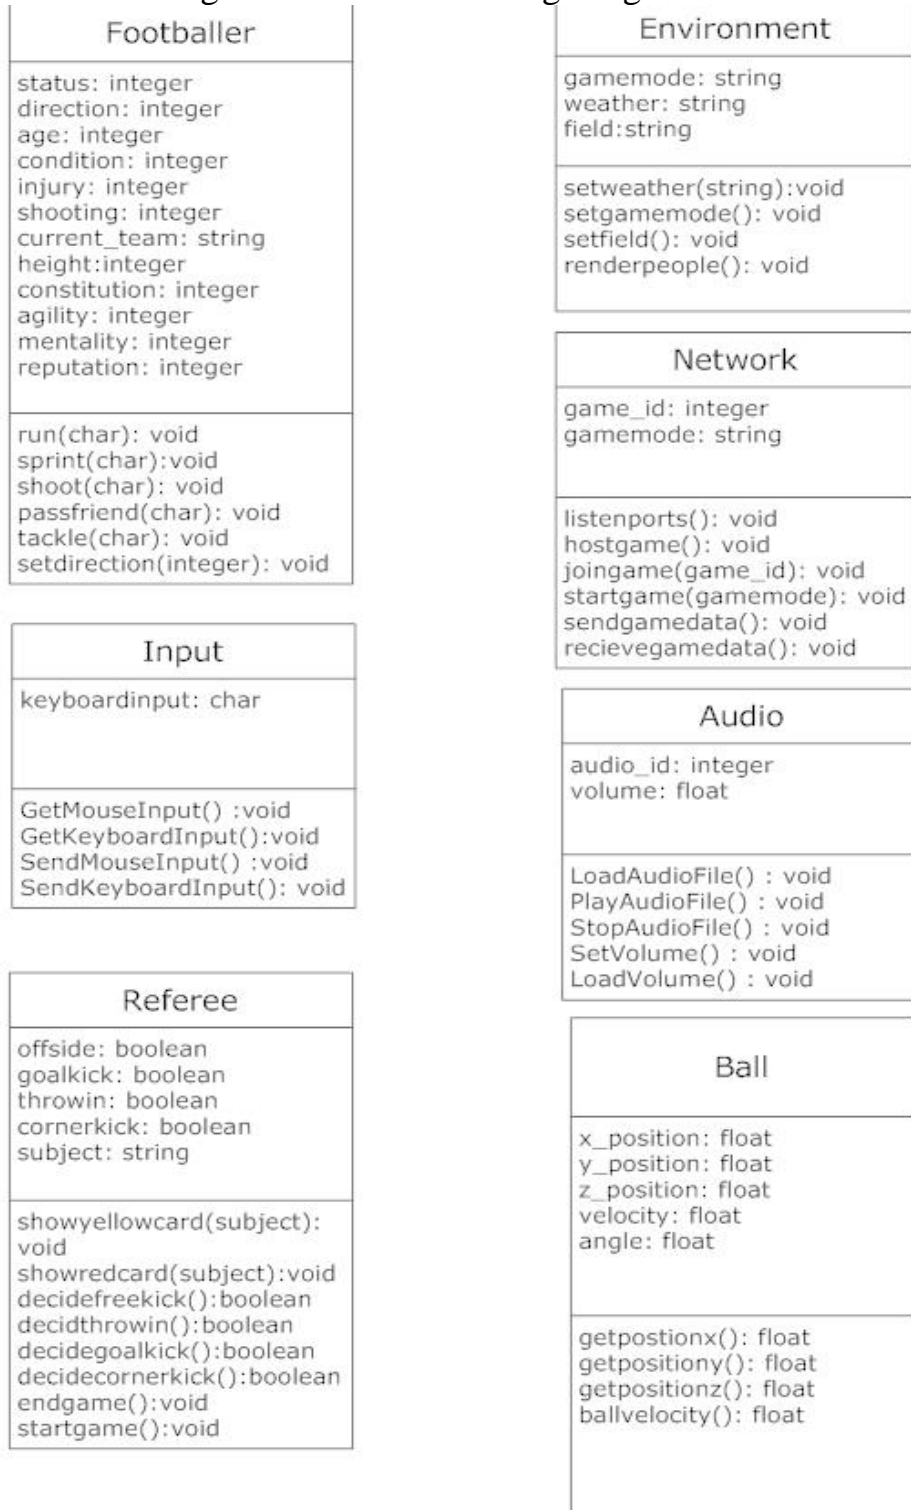 Footballer
status: integer
direction: integer
age: integer
condition: integer
injury: integer
shooting: integer
current_team: string
height:integer
constitution: integer
agility: integer
mentality: integer
reputation: integer
run(char): void
sprint(char):void
shoot(char): void
passfriend(char): void
tackle(char): void
setdirection(integer): void
Input
keyboardinput: char
GetMouseInput() :void
GetKeyboardInput():void
SendMouseInput() :void
SendKeyboardInput(): void
Referee
offside: boolean
goalkick: boolean
throwin: boolean
cornerkick: boolean
subject: string
showyellowcard(subject):
void
showredcard(subject):void
decidefreekick():boolean
decidthrowin():boolean
decidegoalkick():boolean
decidecornerkick():boolean
endgame():void
startgame():void
Environment
gamemode: string
weather: string
field:string
setweather(string):void
setgamemode(): void
setfield(): void
renderpeople(): void
Network
game_id: integer
gamemode: string
listenports(): void
hostgame(): void
joingame(game_id): void
startgame(gamemode): void
sendgamedata(): void
recievegamedata(): void
Audio
audio_id: integer
volume: float
LoadAudioFile() : void
PlayAudioFile() : void
StopAudioFile() : void
SetVolume() : void
LoadVolume() : void
Ball
x_position: float
y_position: float
z_position: float
velocity: float
angle: float
getpostionx(): float
getpositiony(): float
getpositionz(): float
ballvelocity(): float